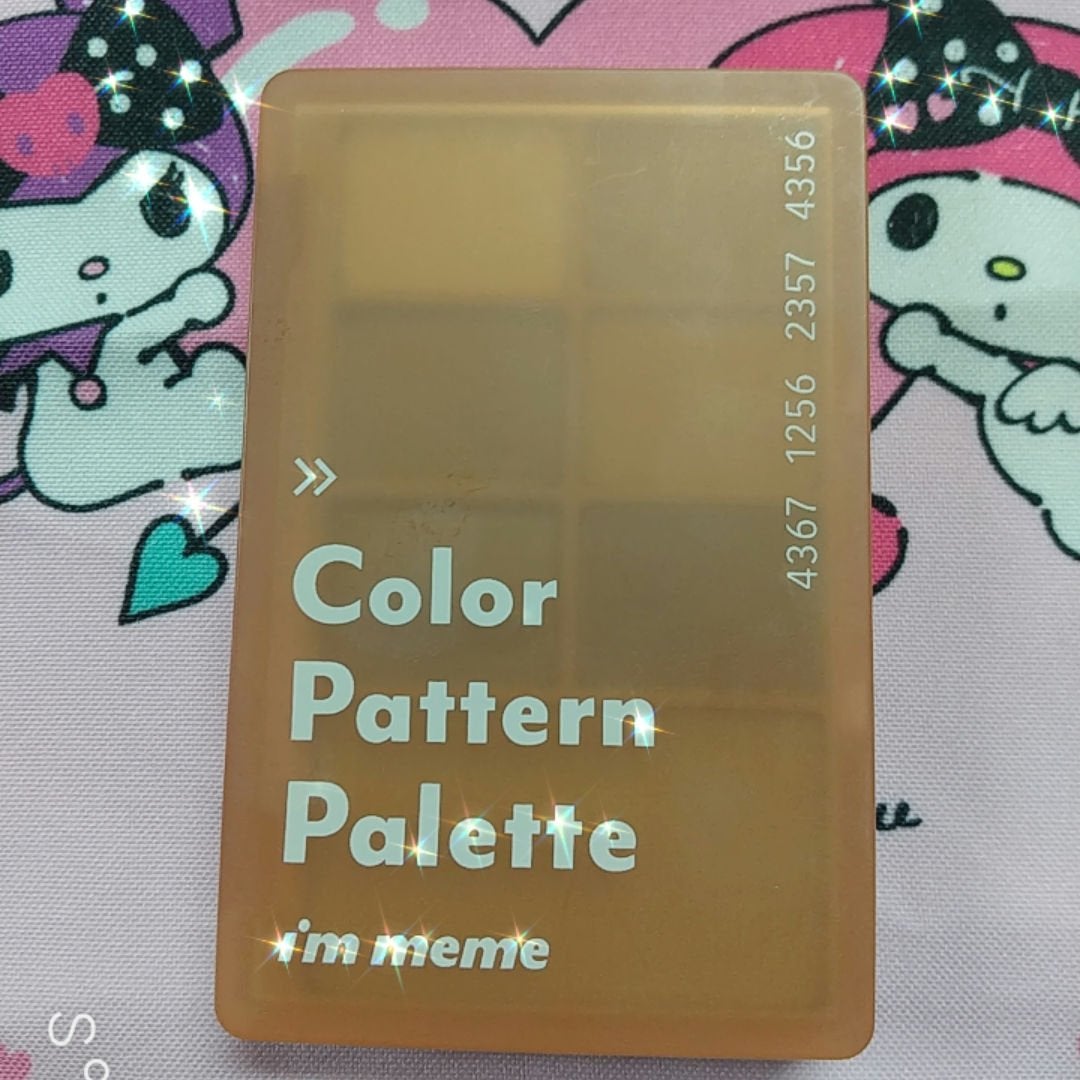 4367 1256 2357 4356
»
Color
Pattern
Palette
i'm meme